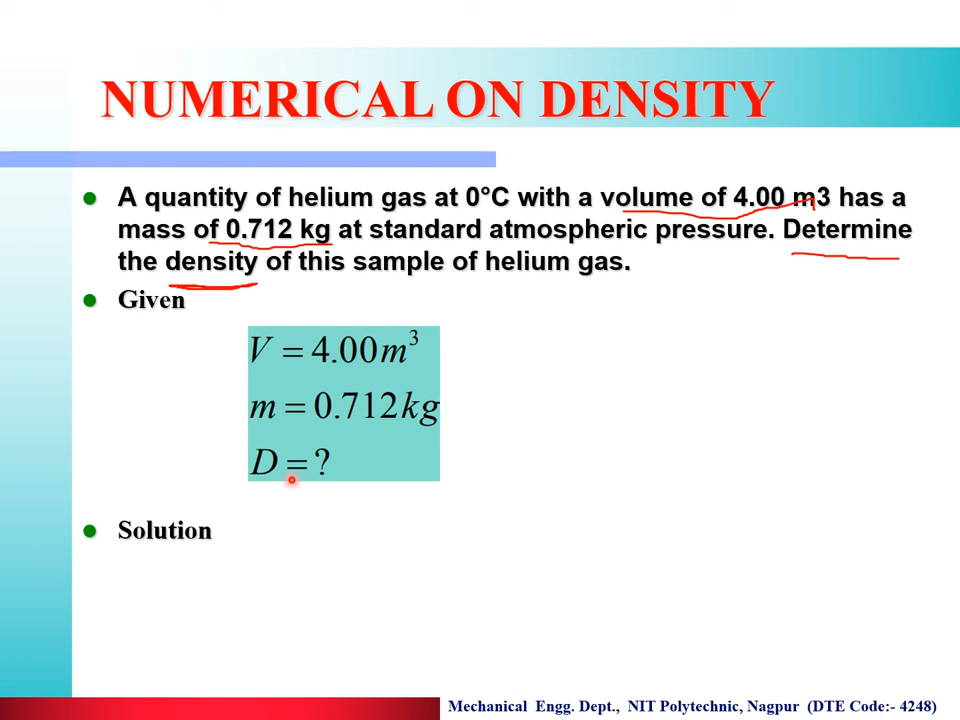 NUMERICAL ON DENSITY
A quantity of helium gas at 0°C with a volume of 4.00 m3 has a
mass of 0.712 kg at standard atmospheric pressure. Determine
the density of this sample of helium gas.
Given
V = 4.00m³
m = 0.712kg
D = ?
Solution
Mechanical Engg. Dept., NIT Polytechnic, Nagpur (DTE Code:- 4248)